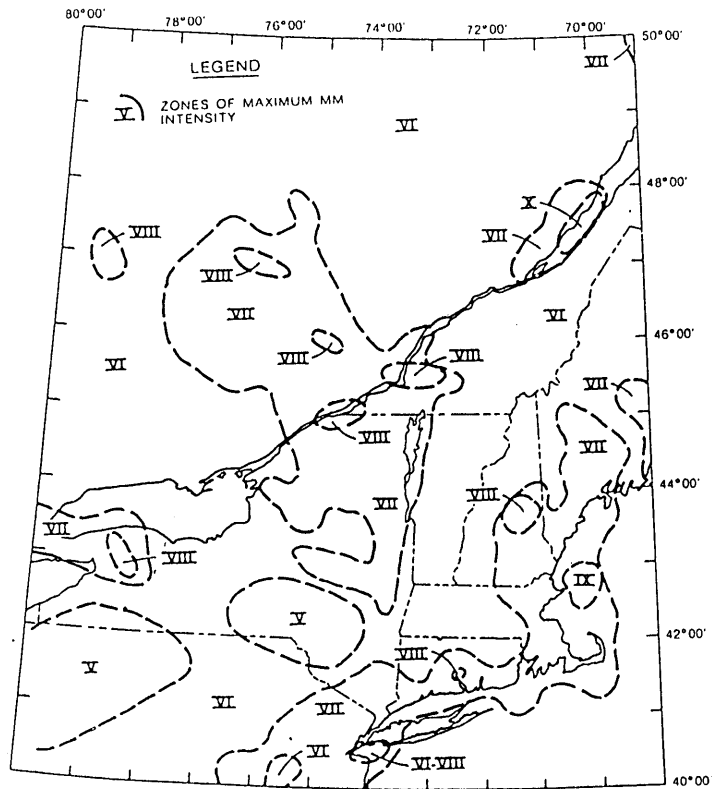 80°00'
78°00'
76°00'
74°00'
72°00'
70°00'
50°00'
LEGEND
V ZONES OF MAXIMUM MM
INTENSITY
VII
VI
48°00'
X
VII
VIII
VIII
VII
VI
46°00'
VIII
VIII
VI
VII
VII
VIII
VII
VIII
44°00'
VII
VIII
IX
V
42°00'
VIII
V
VI
VII
VI
VI-VIII
40°00'